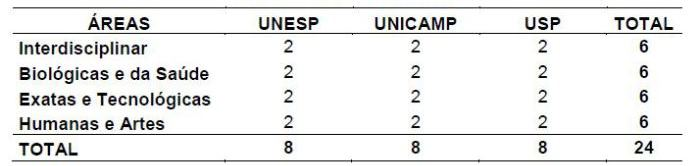 ÁREAS UNESP UNICAMP USP TOTAL
Interdisciplinar 2 2 2 6
Biológicas e da Saúde 2 2 2 6
Exatas e Tecnológicas 2 2 2 6
Humanas e Artes 2 2 2 6
TOTAL 8 8 8 24